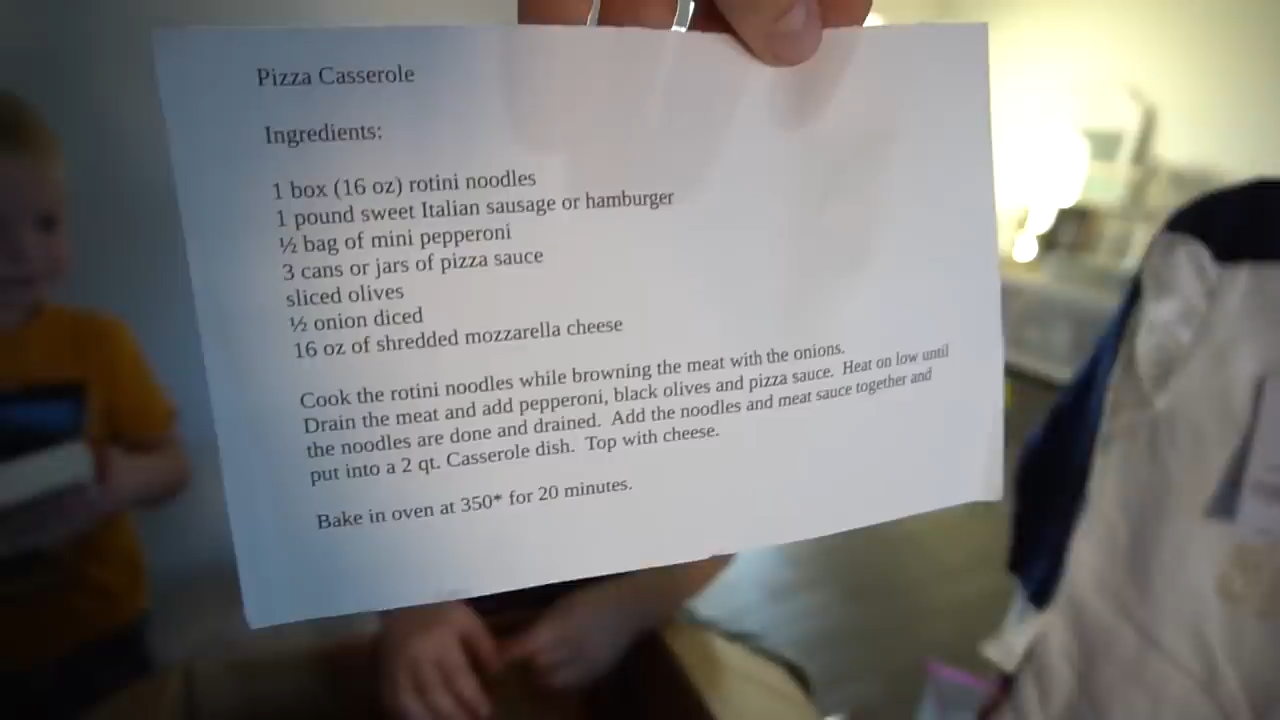 Pizza Casserole
Ingredients:
1 box (16 oz) rotini noodles
1 pound sweet Italian sausage or hamburger
½ bag of mini pepperoni
3 cans or jars of pizza sauce
sliced olives
½ onion diced
16 oz of shredded mozzarella cheese
Cook the rotini noodles while browning the meat with the onions.
Drain the meat and add pepperoni, black olives and pizza sauce. Heat on low until
the noodles are done and drained. Add the noodles and meat sauce together and
put into a 2 qt. Casserole dish. Top with cheese.
Bake in oven at 350* for 20 minutes.